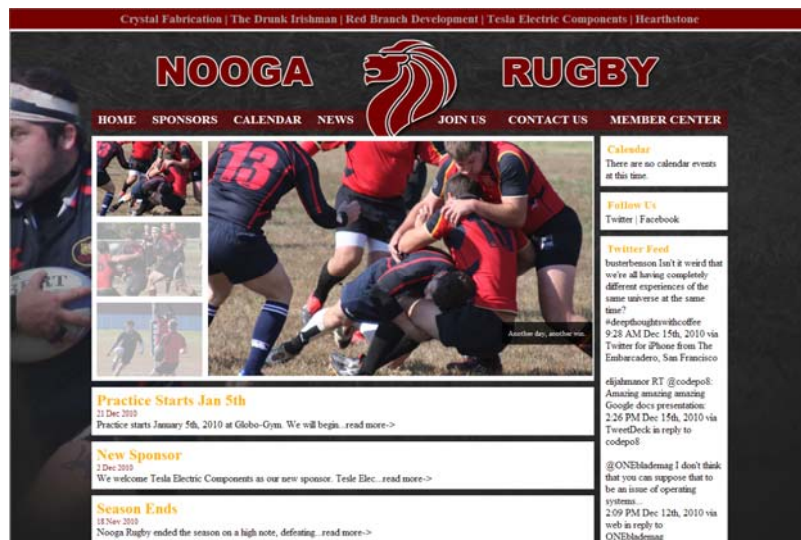 Crystal Fabrication | The Drunk Irishman | Red Branch Development | Tesla Electric Components | Hearthstone
NOOGA RUGBY
HOME SPONSORS CALENDAR NEWS JOIN US CONTACT US MEMBER CENTER
13
Another day, another win.
Practice Starts Jan 5th
21 Dec 2010
Practice starts January 5th, 2010 at Globo-Gym. We will begin...read more->
New Sponsor
2 Dec 2010
We welcome Tesla Electric Components as our new sponsor. Tesle Elec...read more->
Season Ends
18 Nov 2010
Nooga Rugby ended the season on a high note, defeating...read more->
Calendar
There are no calendar events
at this time.
Follow Us
Twitter | Facebook
Twitter Feed
busterbenson Isn't it weird that
we're all having completely
different experiences of the
same universe at the same
time?
#deepthoughtswithcoffee
9:28 AM Dec 15th, 2010 via
Twitter for iPhone from The
Embarcadero, San Francisco
elijahmanor RT @codepo8:
Amazing amazing amazing
Google docs presentation:
2:26 PM Dec 15th, 2010 via
TweetDeck in reply to
codepo8
@ONEblademag I don't think
that you can suppose that to
be an issue of operating
systems...
2:09 PM Dec 12th, 2010 via
web in reply to
ONEblademag